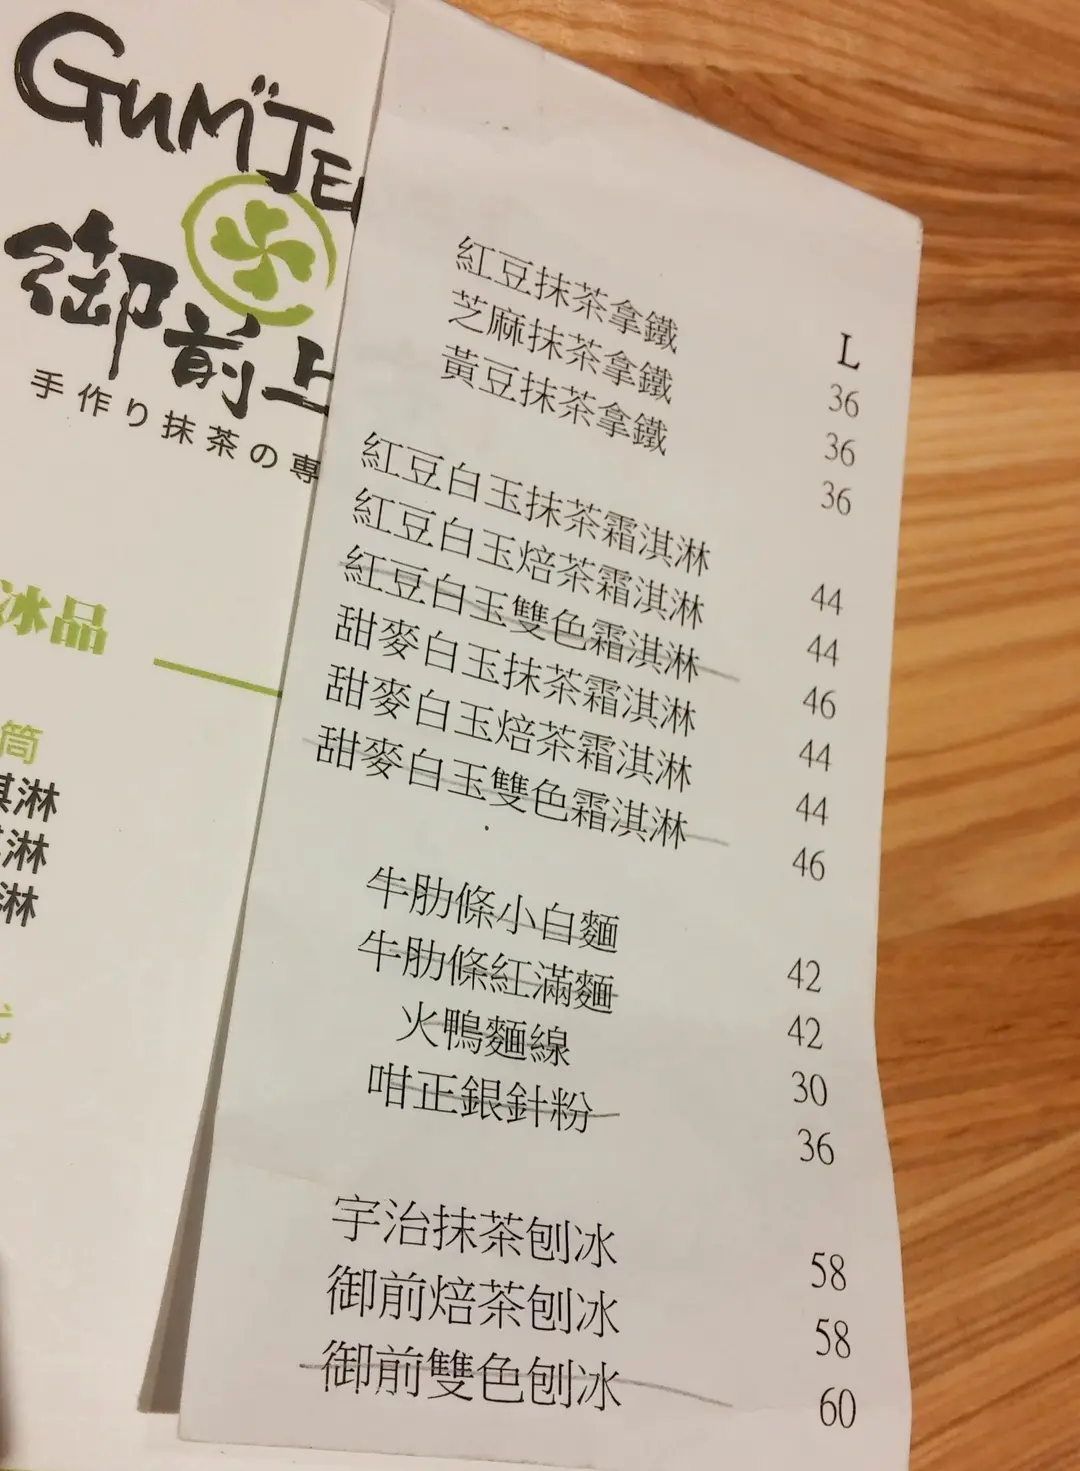 GUM"JE
御前上
手作り抹茶の専
冰品
筒
淇淋
淋
淋
L
紅豆抹茶拿鐵 36
芝麻抹茶拿鐵 36
黃豆抹茶拿鐵 36
紅豆白玉抹茶霜淇淋 44
紅豆白玉焙茶霜淇淋 44
紅豆白玉雙色霜淇淋 46
甜麥白玉抹茶霜淇淋 44
甜麥白玉焙茶霜淇淋 44
甜麥白玉雙色霜淇淋 46
牛肋條小白麵 42
牛肋條紅滿麵 42
火鴨麵線 30
咁正銀針粉 36
宇治抹茶刨冰 58
御前焙茶刨冰 58
御前雙色刨冰 60